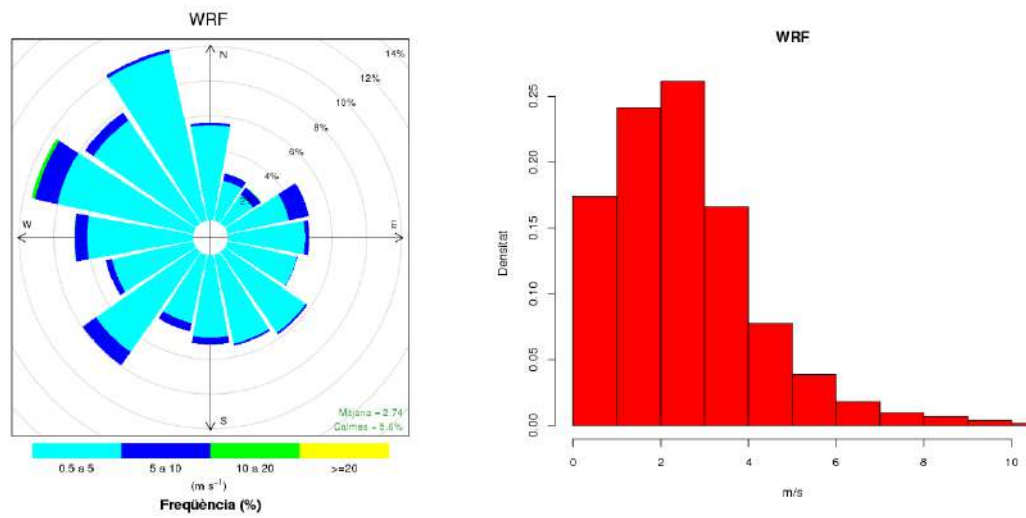 WRF
N
14%
12%
10%
8%
6%
4%
W
E
S
Mitjana = 2.74
Calmes = 5.6%
0.5 a 5
5 a 10
10 a 20
>=20
(m s⁻¹)
Freqüència (%)
WRF
Densitat
0.00
0.05
0.10
0.15
0.20
0.25
0
2
4
6
8
10
m/s